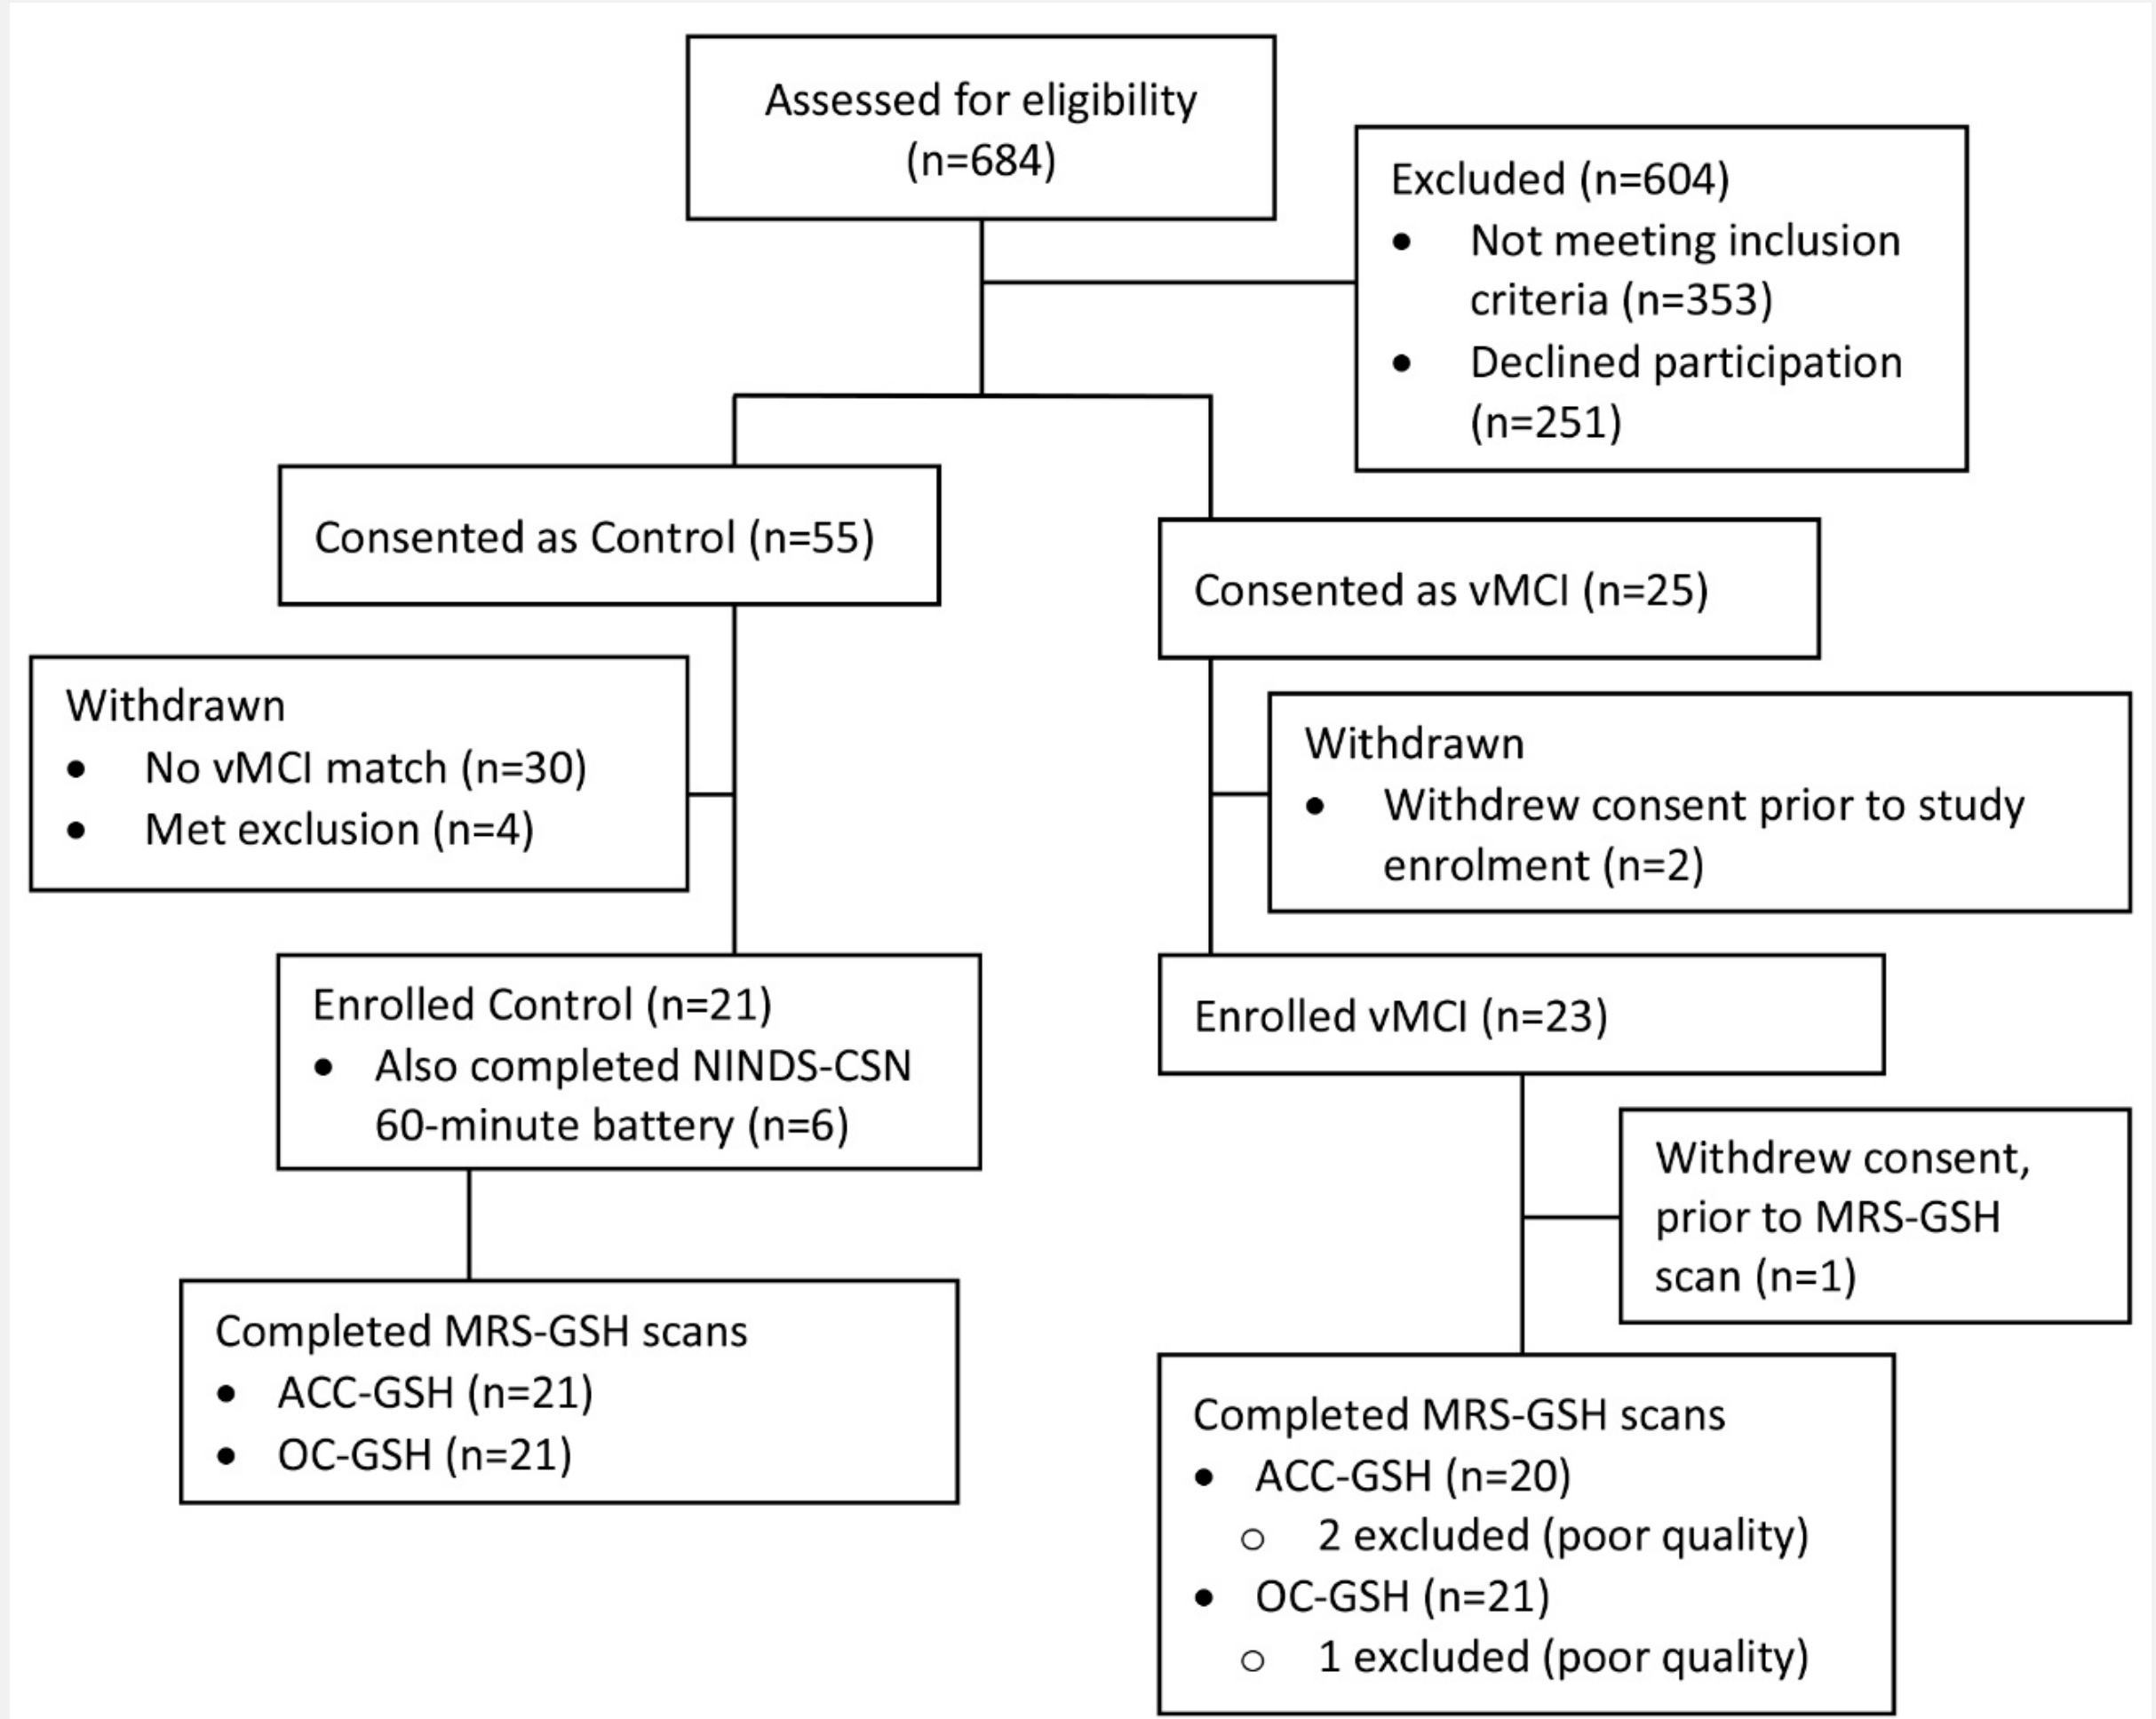 Assessed for eligibility
(n=684)
Excluded (n=604)
● Not meeting inclusion
criteria (n=353)
● Declined participation
(n=251)
Consented as Control (n=55)
Consented as vMCI (n=25)
Withdrawn
● No vMCI match (n=30)
● Met exclusion (n=4)
Withdrawn
● Withdrew consent prior to study
enrolment (n=2)
Enrolled Control (n=21)
● Also completed NINDS-CSN
60-minute battery (n=6)
Enrolled vMCI (n=23)
Withdrew consent,
prior to MRS-GSH
scan (n=1)
Completed MRS-GSH scans
● ACC-GSH (n=21)
● OC-GSH (n=21)
Completed MRS-GSH scans
● ACC-GSH (n=20)
○ 2 excluded (poor quality)
● OC-GSH (n=21)
○ 1 excluded (poor quality)